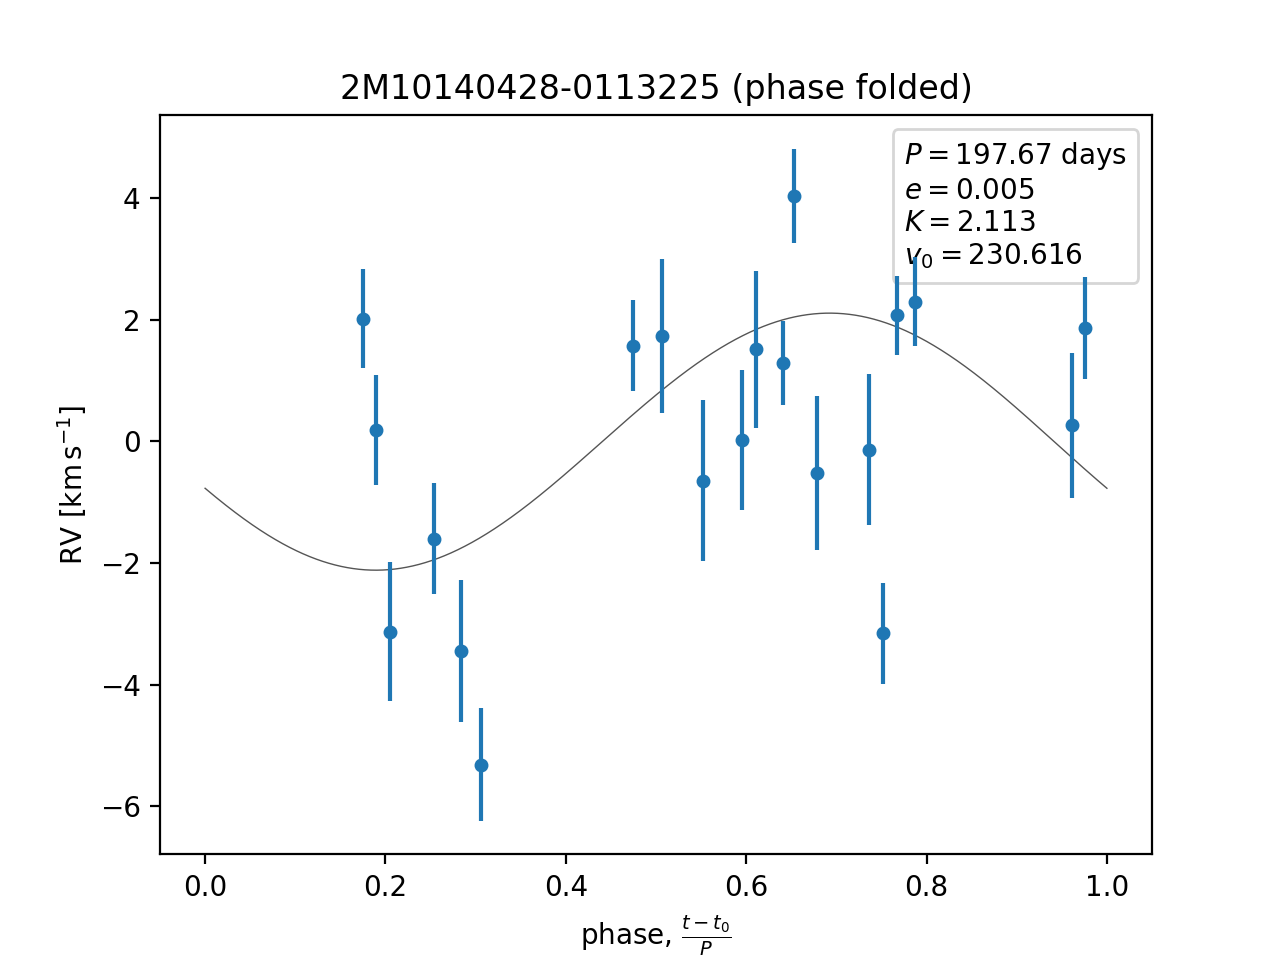 2M10140428-0113225 (phase folded)
P = 197.67 days
e = 0.005
K = 2.113
v₀ = 230.616
4
2
0
−2
−4
−6
RV [km s⁻¹]
0.0 0.2 0.4 0.6 0.8 1.0
phase, (t − t₀)/P